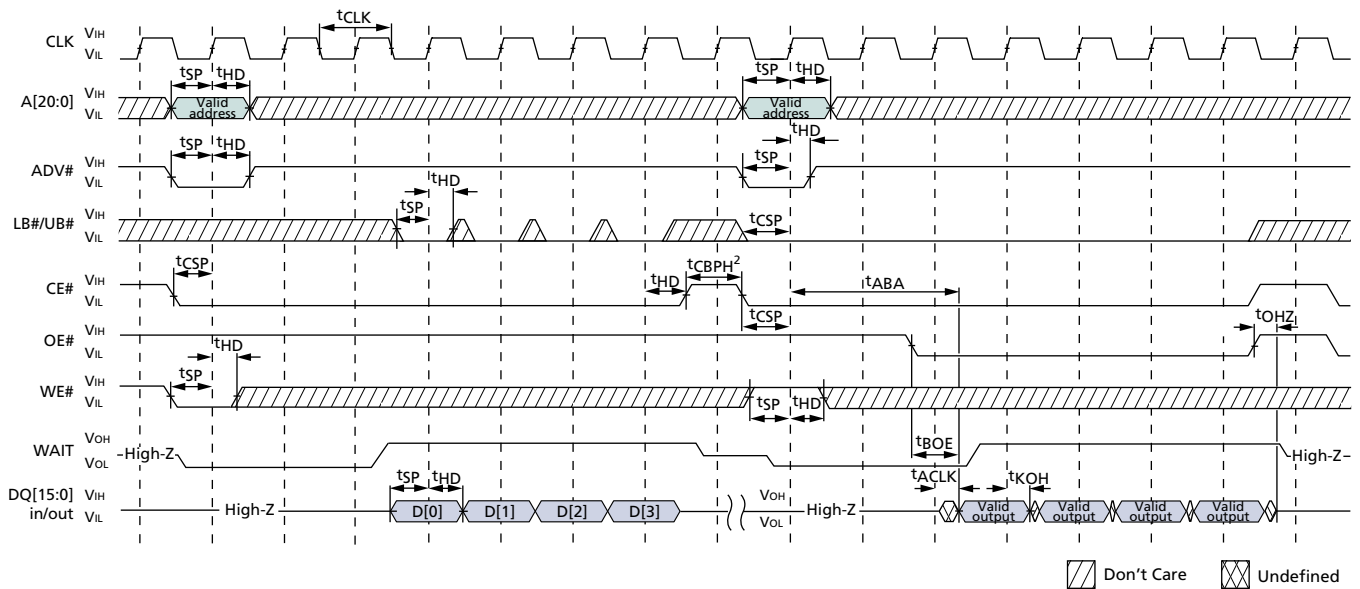 tCLK
CLK VIH
VIL
tSP tHD tSP tHD
A[20:0] VIH
VIL
Valid address Valid address
tSP tHD tSP tHD
ADV# VIH
VIL
tSP tHD
LB#/UB# VIH
VIL
tCSP
tCSP tHD tCBPH2 tABA
CE# VIH
VIL
tCSP tOHZ
OE# VIH
VIL
tSP tHD
WE# VIH
VIL
tSP tHD
WAIT VOH
VOL
High-Z tBOE High-Z
tSP tHD tACLK tKOH
DQ[15:0] in/out VIH
VIL
High-Z D[0] D[1] D[2] D[3] VOH
VOL
High-Z Valid output Valid output Valid output Valid output
Don't Care Undefined